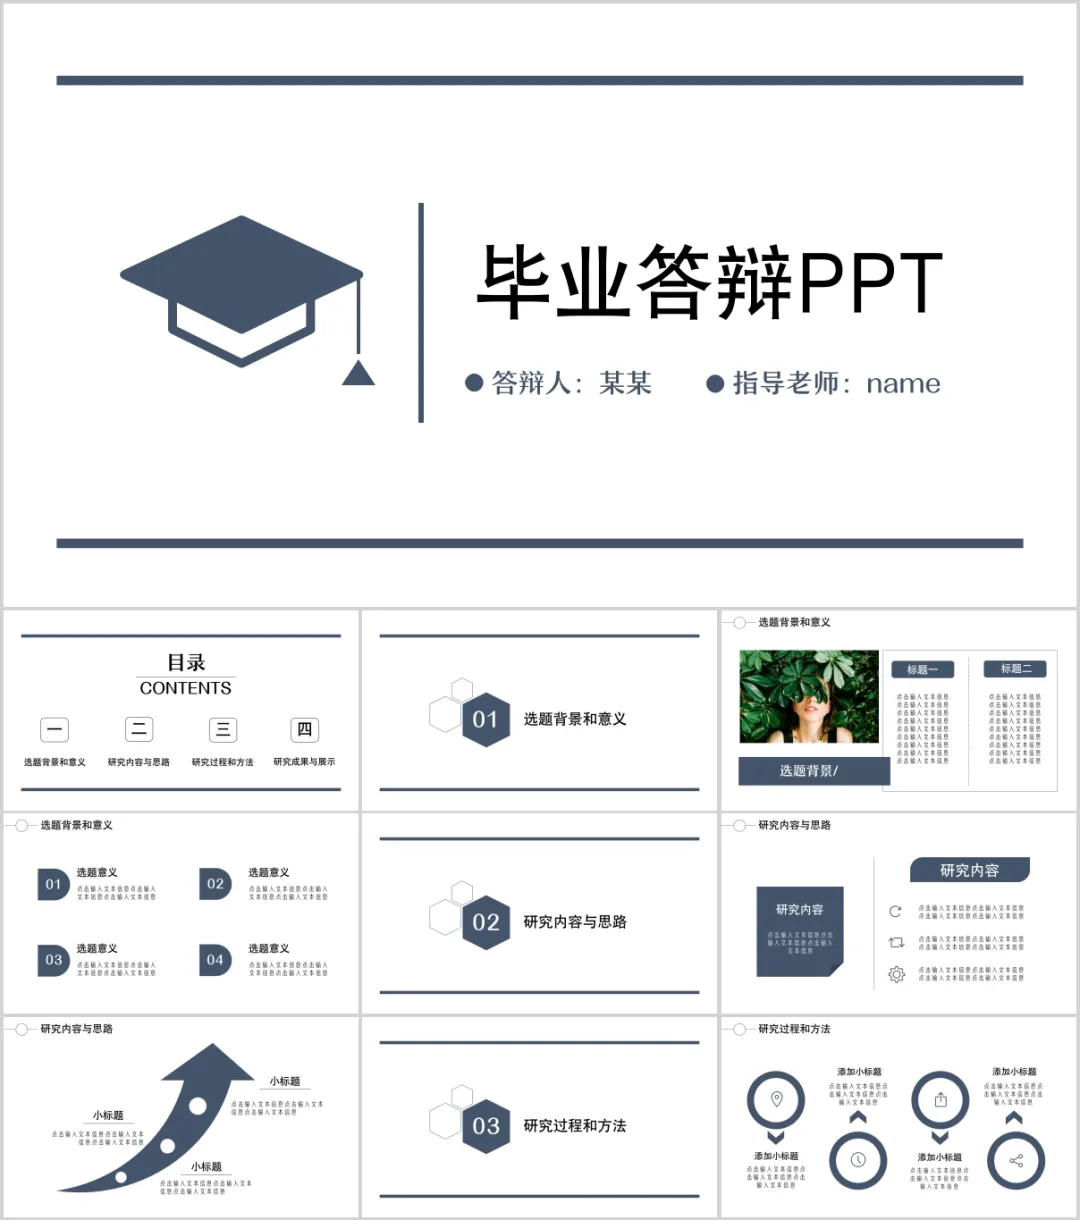 毕业答辩PPT
答辩人：某某
指导老师：name
目录
CONTENTS
一
二
三
四
选题背景和意义
研究内容与思路
研究过程和方法
研究成果与展示
01
选题背景和意义
选题背景和意义
选题背景/
标题一
点击输入文本信息
点击输入文本信息
点击输入文本信息
点击输入文本信息
点击输入文本信息
点击输入文本信息
点击输入文本信息
点击输入文本信息
点击输入文本信息
标题二
点击输入文本信息
点击输入文本信息
点击输入文本信息
点击输入文本信息
点击输入文本信息
点击输入文本信息
点击输入文本信息
点击输入文本信息
点击输入文本信息
选题背景和意义
01
选题意义
点击输入文本信息点击输入
文本信息点击输入文本信息
02
选题意义
点击输入文本信息点击输入
文本信息点击输入文本信息
03
选题意义
点击输入文本信息点击输入
文本信息点击输入文本信息
04
选题意义
点击输入文本信息点击输入
文本信息点击输入文本信息
02
研究内容与思路
研究内容与思路
研究内容
点击输入文本信息点击
输入文本信息点击输入
文本信息
研究内容
点击输入文本信息点击输入文本信息
点击输入文本信息点击输入文本信息
点击输入文本信息点击输入文本信息
点击输入文本信息点击输入文本信息
点击输入文本信息点击输入文本信息
点击输入文本信息点击输入文本信息
研究内容与思路
小标题
点击输入文本信息点击输入文本
信息点击输入文本信息
小标题
点击输入文本信息点击输入文本
信息点击输入文本信息
小标题
点击输入文本信息点击输入文本
信息点击输入文本信息
03
研究过程和方法
研究过程和方法
添加小标题
点击输入文本信息点
击输入文本信息点击
输入文本信息
添加小标题
点击输入文本信息点
击输入文本信息点击
输入文本信息
添加小标题
点击输入文本信息点
击输入文本信息点击
输入文本信息
添加小标题
点击输入文本信息点
击输入文本信息点击
输入文本信息